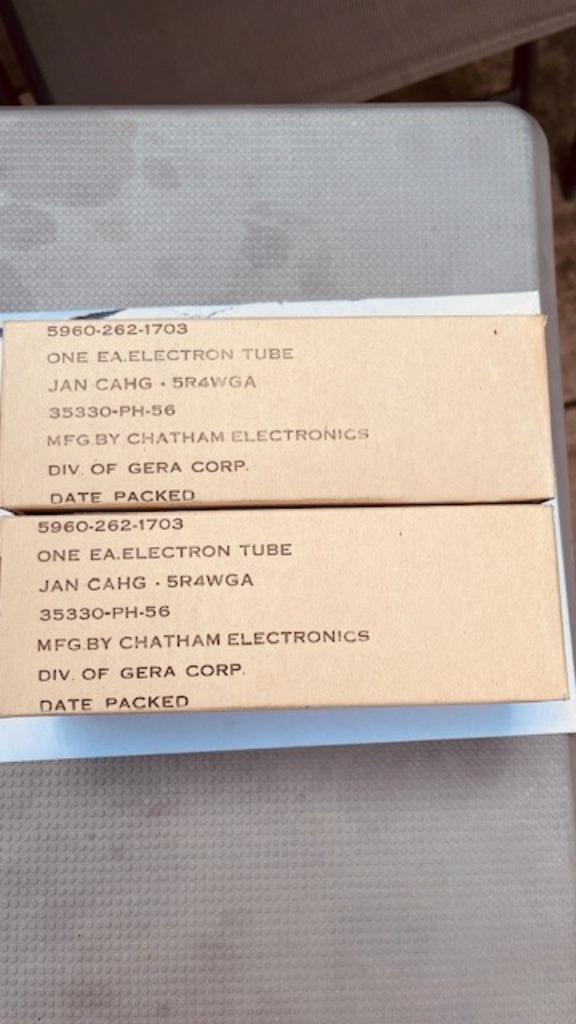 5960-262-1703
ONE EA.ELECTRON TUBE
JAN CAHG · 5R4WGA
35330-PH-56
MFG.BY CHATHAM ELECTRONICS
DIV. OF GERA CORP.
DATE PACKED
5960-262-1703
ONE EA.ELECTRON TUBE
JAN CAHG · 5R4WGA
35330-PH-56
MFG.BY CHATHAM ELECTRONICS
DIV. OF GERA CORP.
DATE PACKED